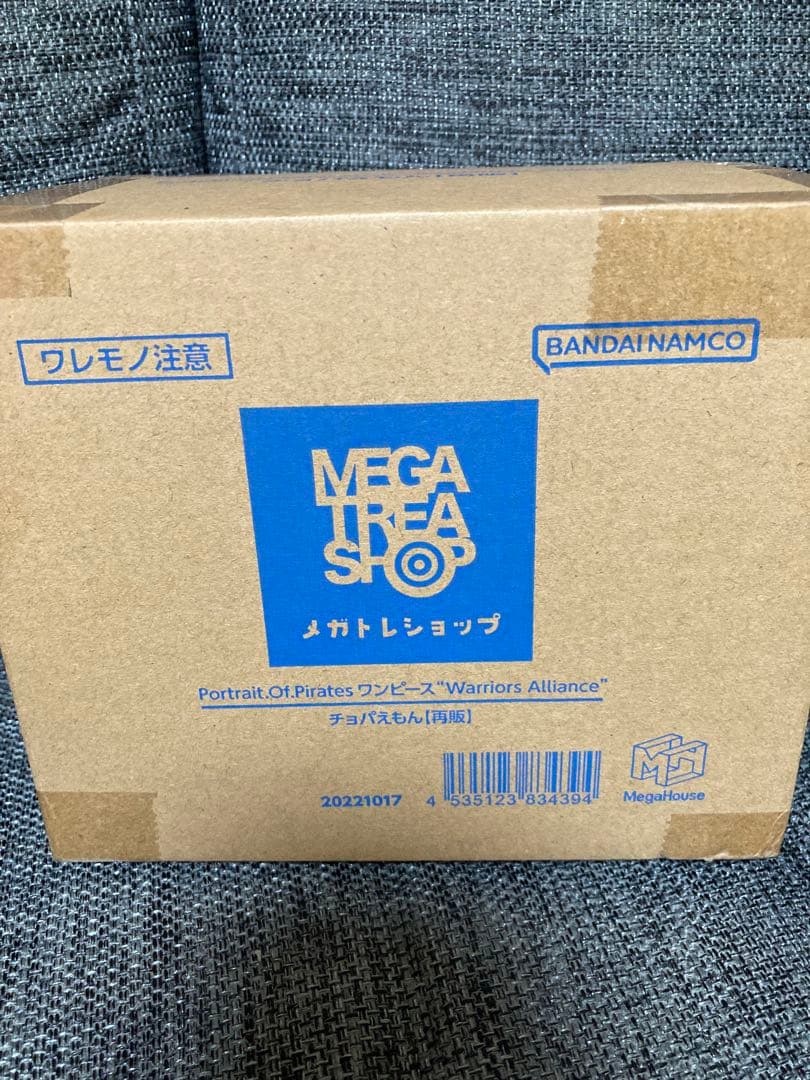 ワレモノ注意
BANDAI NAMCO
MEGA
TREA
SHOP
メガトレショップ
Portrait.Of.Pirates ワンピース"Warriors Alliance"
チョパえもん【再販】
20221017
4 535123 834394
MegaHouse